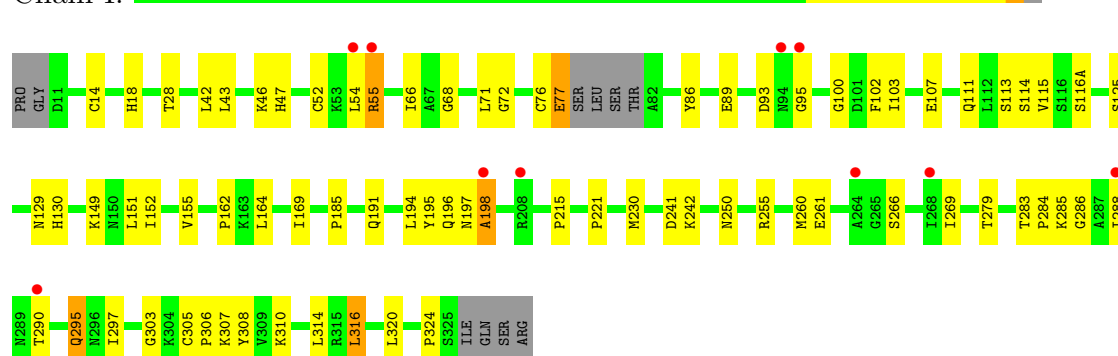 PRO GLY D11 C14 H18 T28 L42 L43 K46 H47 C52 K53 L54 R55 I66 A67 G68 L71 G72 C76 E77 SER LEU SER THR A82 Y86 E89 D93 N94 G95 G100 D101 F102 I103 E107 Q111 L112 S113 S114 V115 S116 S116A S125
N129 H130 K149 N150 L151 I152 V155 P162 K163 L164 I169 P185 Q191 L194 Y195 Q196 N197 A198 R208 P215 P221 M230 D241 K242 N250 R255 M260 E261 A264 G265 S266 I268 I269 T279 T283 P284 K285 G286 A287
N289 T290 Q295 N296 I297 G303 K304 C305 P306 K307 Y308 V309 K310 L314 R315 L316 L320 P324 S325 ILE GLN SER ARG